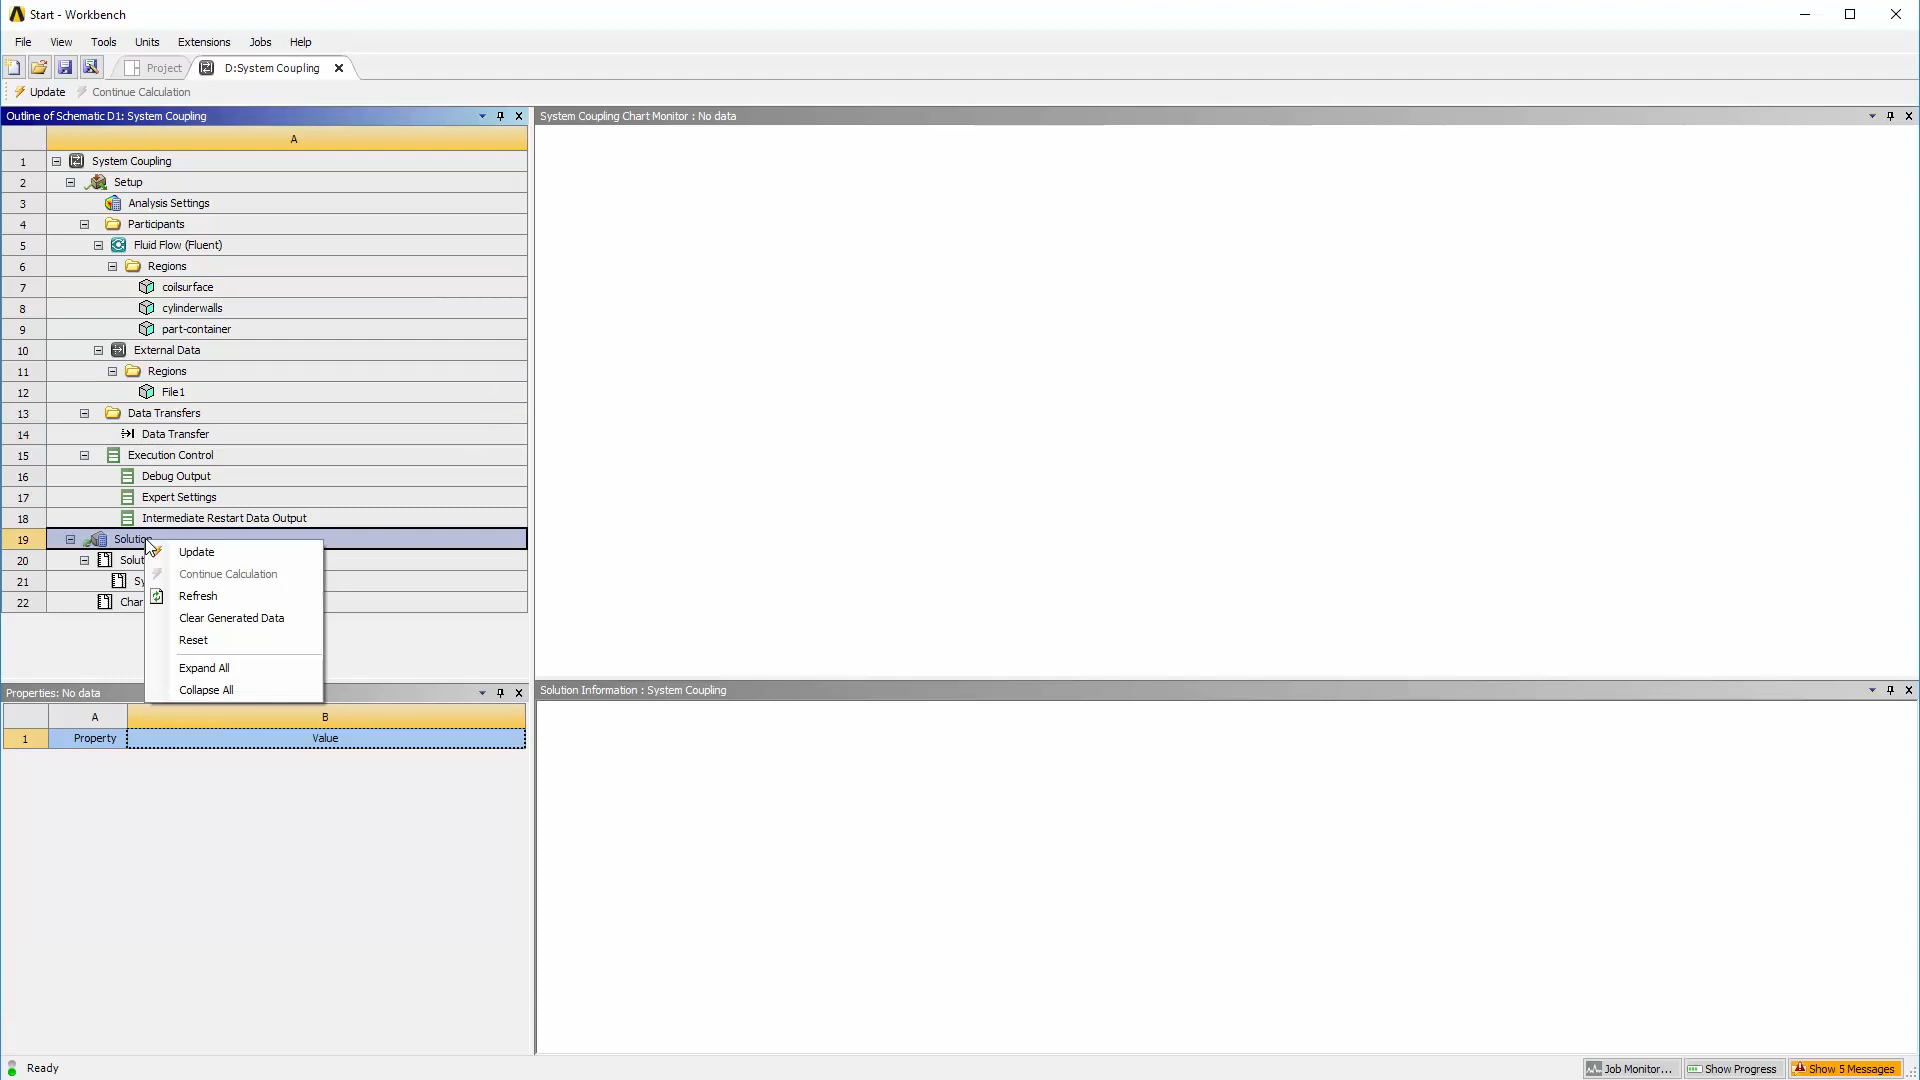 Start - Workbench
File View Tools Units Extensions Jobs Help
Project D:System Coupling
Update Continue Calculation
Outline of Schematic D1: System Coupling
A
1 System Coupling
2 Setup
3 Analysis Settings
4 Participants
5 Fluid Flow (Fluent)
6 Regions
7 coilsurface
8 cylinderwalls
9 part-container
10 External Data
11 Regions
12 File1
13 Data Transfers
14 Data Transfer
15 Execution Control
16 Debug Output
17 Expert Settings
18 Intermediate Restart Data Output
19 Solution
20 Solut
21 Sy
22 Char
Update
Continue Calculation
Refresh
Clear Generated Data
Reset
Expand All
Collapse All
Properties: No data
A B
1 Property Value
System Coupling Chart Monitor : No data
Solution Information : System Coupling
Ready
Job Monitor... Show Progress Show 5 Messages